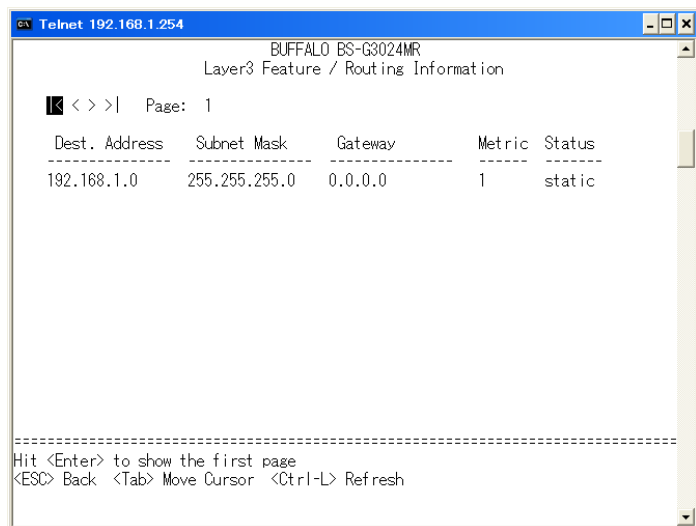 Telnet 192.168.1.254
BUFFALO BS-G3024MR
Layer3 Feature / Routing Information
|< < > >| Page: 1
Dest. Address Subnet Mask Gateway Metric Status
--------------- --------------- --------------- ------ -------
192.168.1.0 255.255.255.0 0.0.0.0 1 static
================================================================================
Hit <Enter> to show the first page
<ESC> Back <Tab> Move Cursor <Ctrl-L> Refresh